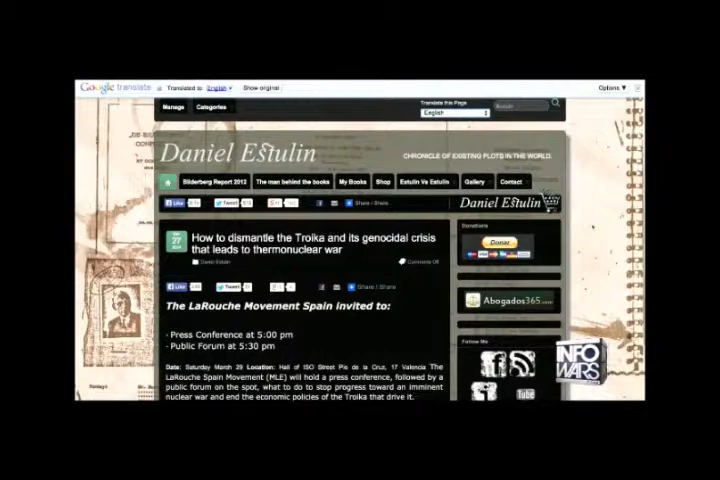 Google translate
Translated to: English
Show original
Options ▼
Manage
Categories
Translate this Page
English
Daniel Estulin
CHRONICLE OF EXISTING PLOTS IN THE WORLD.
Bilderberg Report 2012
The man behind the books
My Books
Shop
Estulin Vs Estulin
Gallery
Contact
Like
Tweet
Share / Share
Daniel Estulin
27
How to dismantle the Troika and its genocidal crisis
that leads to thermonuclear war
Daniel Estulin
Comments Off
Like
Tweet
Share / Share
The LaRouche Movement Spain invited to:
- Press Conference at 5:00 pm
- Public Forum at 5:30 pm
Date: Saturday March 29 Location: Hall of ISO Street Pie de la Cruz, 17 Valencia The
LaRouche Spain Movement (MLE) will hold a press conference, followed by a
public forum on the spot, what to do to stop progress toward an imminent
nuclear war and end the economic policies of the Troika that drive it.
Donations
Donar
Abogados365.com
Follow Me
You Tube
INFO
WARS